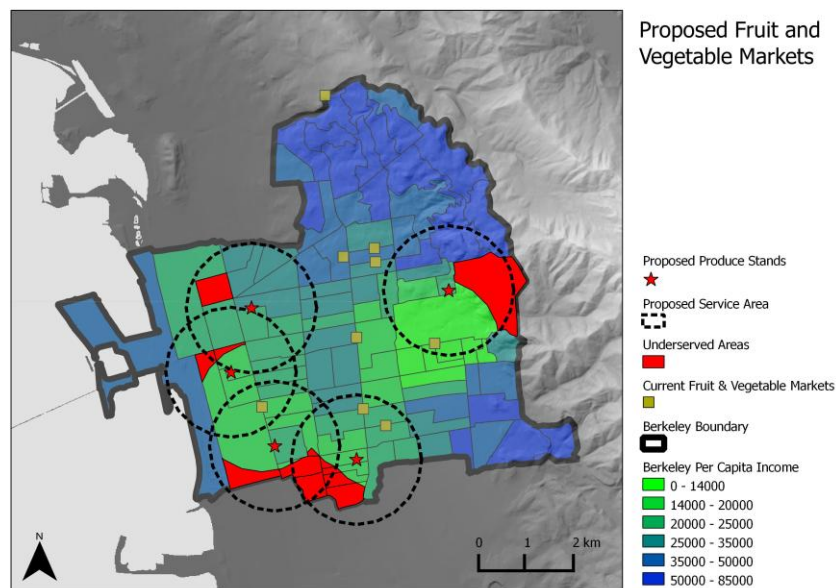 Proposed Fruit and
Vegetable Markets
Proposed Produce Stands
Proposed Service Area
Underserved Areas
Current Fruit & Vegetable Markets
Berkeley Boundary
Berkeley Per Capita Income
0 - 14000
14000 - 20000
20000 - 25000
25000 - 35000
35000 - 50000
50000 - 85000
N
0 1 2 km